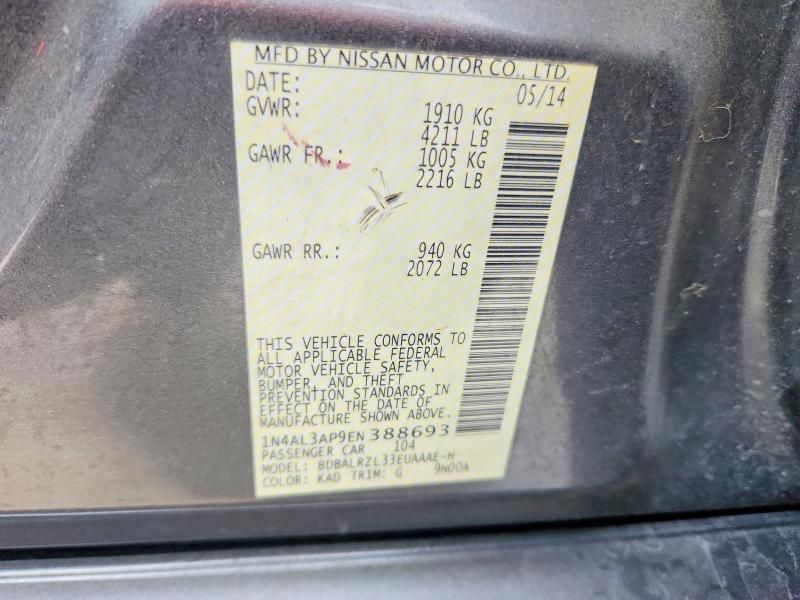 MFD BY NISSAN MOTOR CO., LTD.
DATE: 05/14
GVWR: 1910 KG
4211 LB
GAWR FR.: 1005 KG
2216 LB
GAWR RR.: 940 KG
2072 LB
THIS VEHICLE CONFORMS TO
ALL APPLICABLE FEDERAL
MOTOR VEHICLE SAFETY,
BUMPER, AND THEFT
PREVENTION STANDARDS IN
EFFECT ON THE DATE OF
MANUFACTURE SHOWN ABOVE.
1N4AL3AP9EN388693
PASSENGER CAR 104
MODEL: BDBALRZL33EUAAAE-H
COLOR: KAD TRIM: G 9N00A